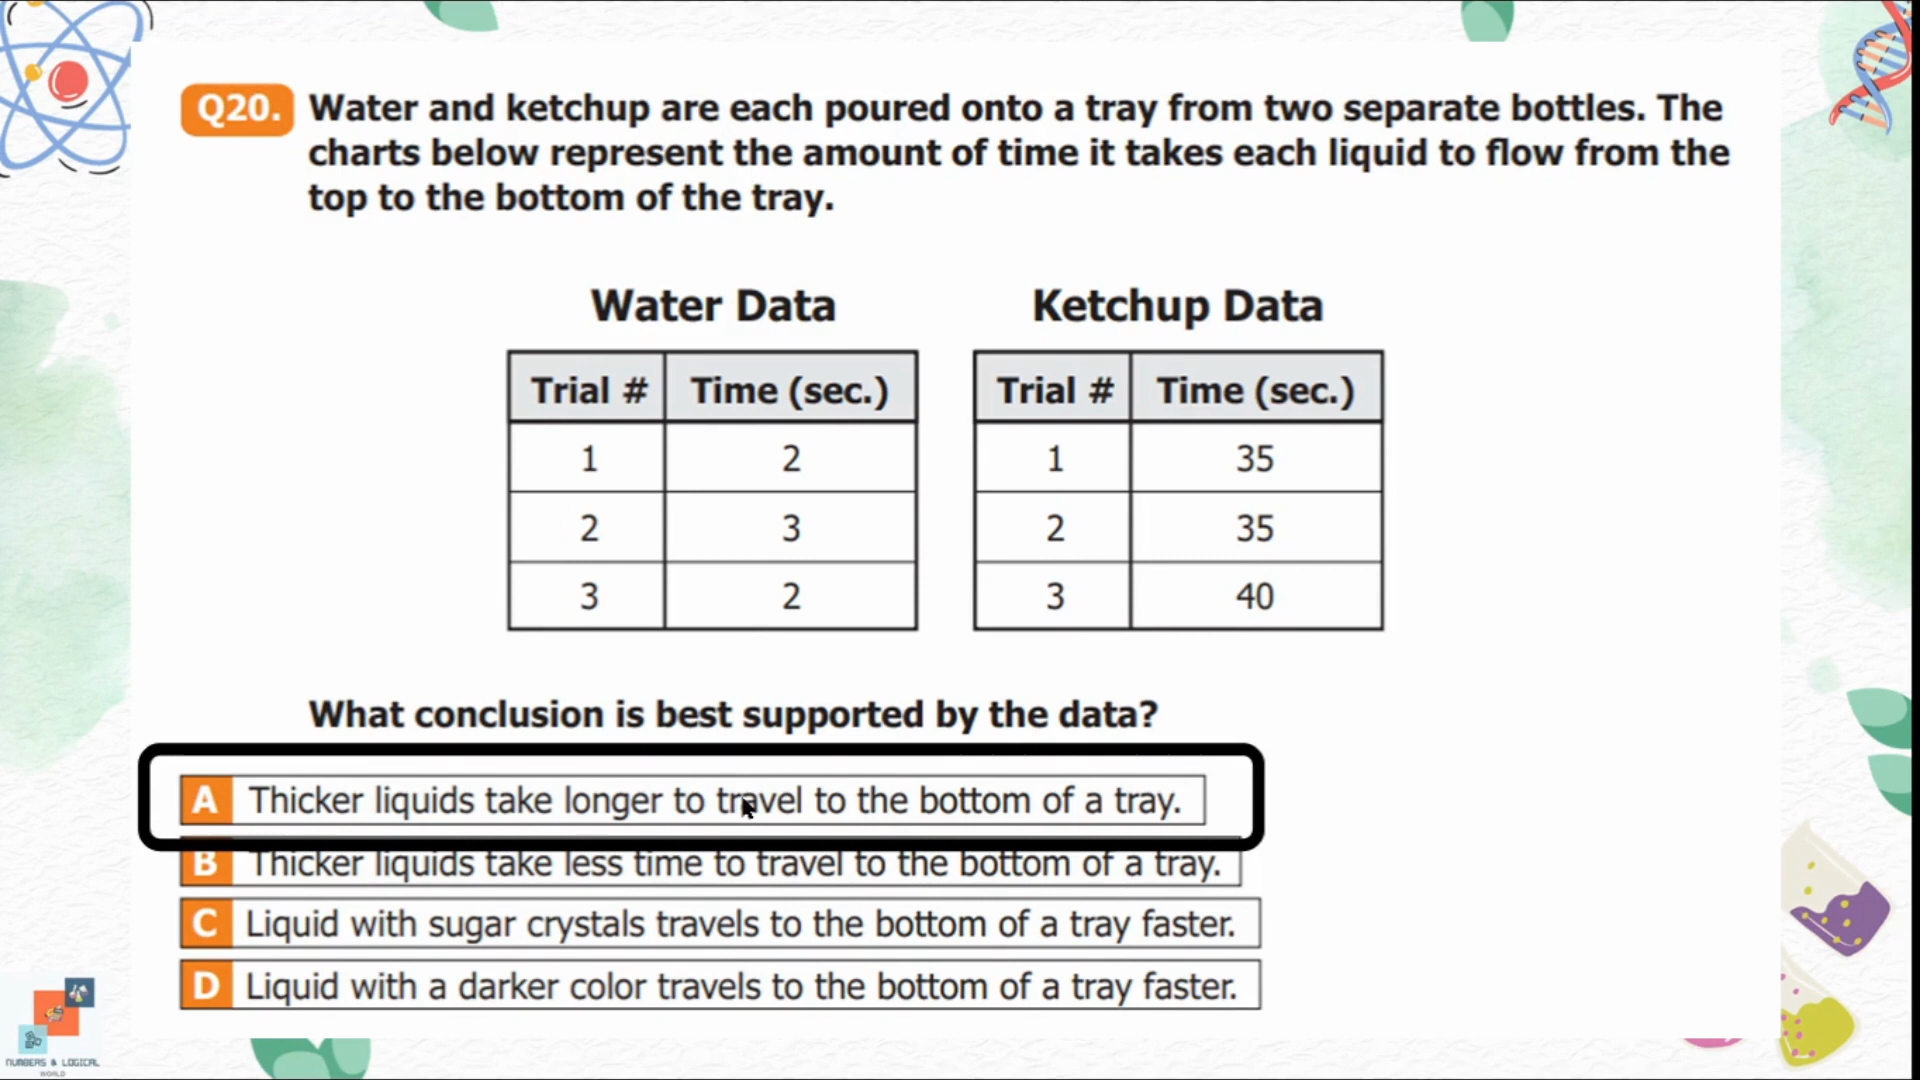 Q20. Water and ketchup are each poured onto a tray from two separate bottles. The
charts below represent the amount of time it takes each liquid to flow from the
top to the bottom of the tray.
Water Data
Trial # Time (sec.)
1 2
2 3
3 2
Ketchup Data
Trial # Time (sec.)
1 35
2 35
3 40
What conclusion is best supported by the data?
A Thicker liquids take longer to travel to the bottom of a tray.
B Thicker liquids take less time to travel to the bottom of a tray.
C Liquid with sugar crystals travels to the bottom of a tray faster.
D Liquid with a darker color travels to the bottom of a tray faster.
NUMBERS & LOGICAL
WORLD